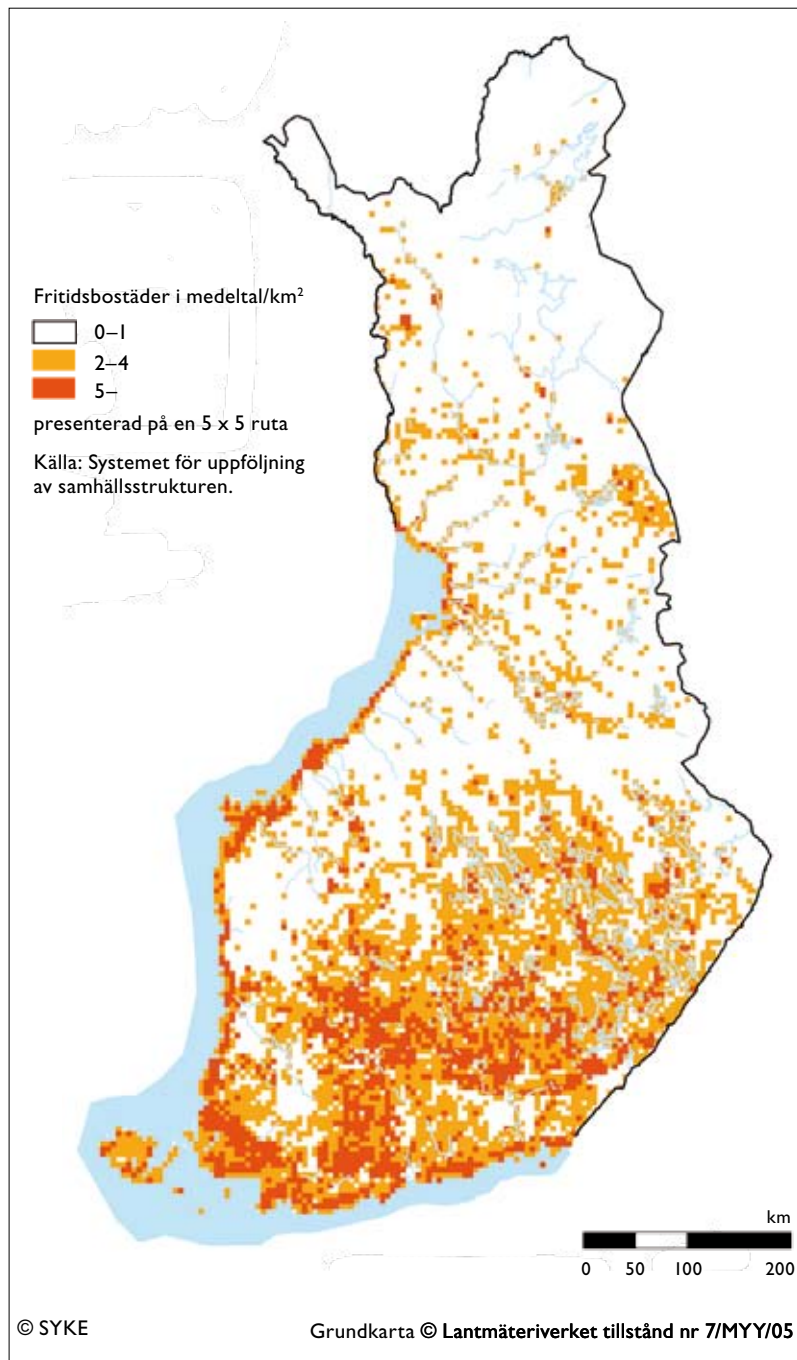 Fritidsbostäder i medeltal/km²
0–1
2–4
5–
presenterad på en 5 x 5 ruta
Källa: Systemet för uppföljning
av samhällsstrukturen.
km
0 50 100 200
© SYKE Grundkarta © Lantmäteriverket tillstånd nr 7/MYY/05